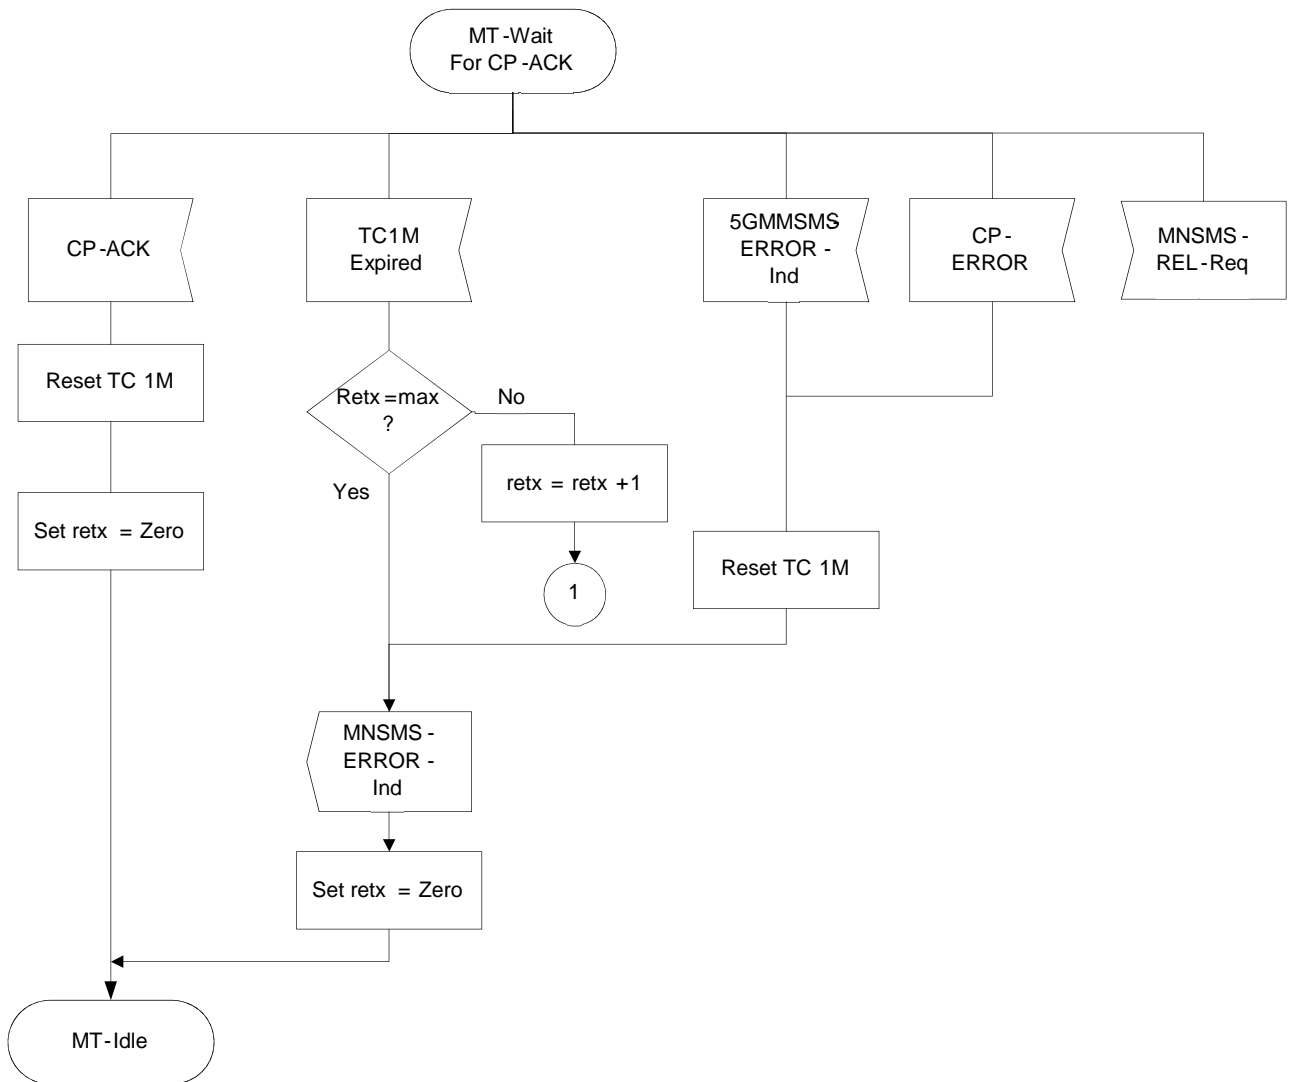 MT-Wait
For CP-ACK
CP-ACK
TC1M
Expired
5GMMSMS-
ERROR-
Ind
CP-
ERROR
MNSMS-
REL-Req
Reset TC 1M
Retx=max
?
No
Yes
retx = retx +1
Set retx = Zero
Reset TC 1M
1
MNSMS-
ERROR-
Ind
Set retx = Zero
MT-Idle